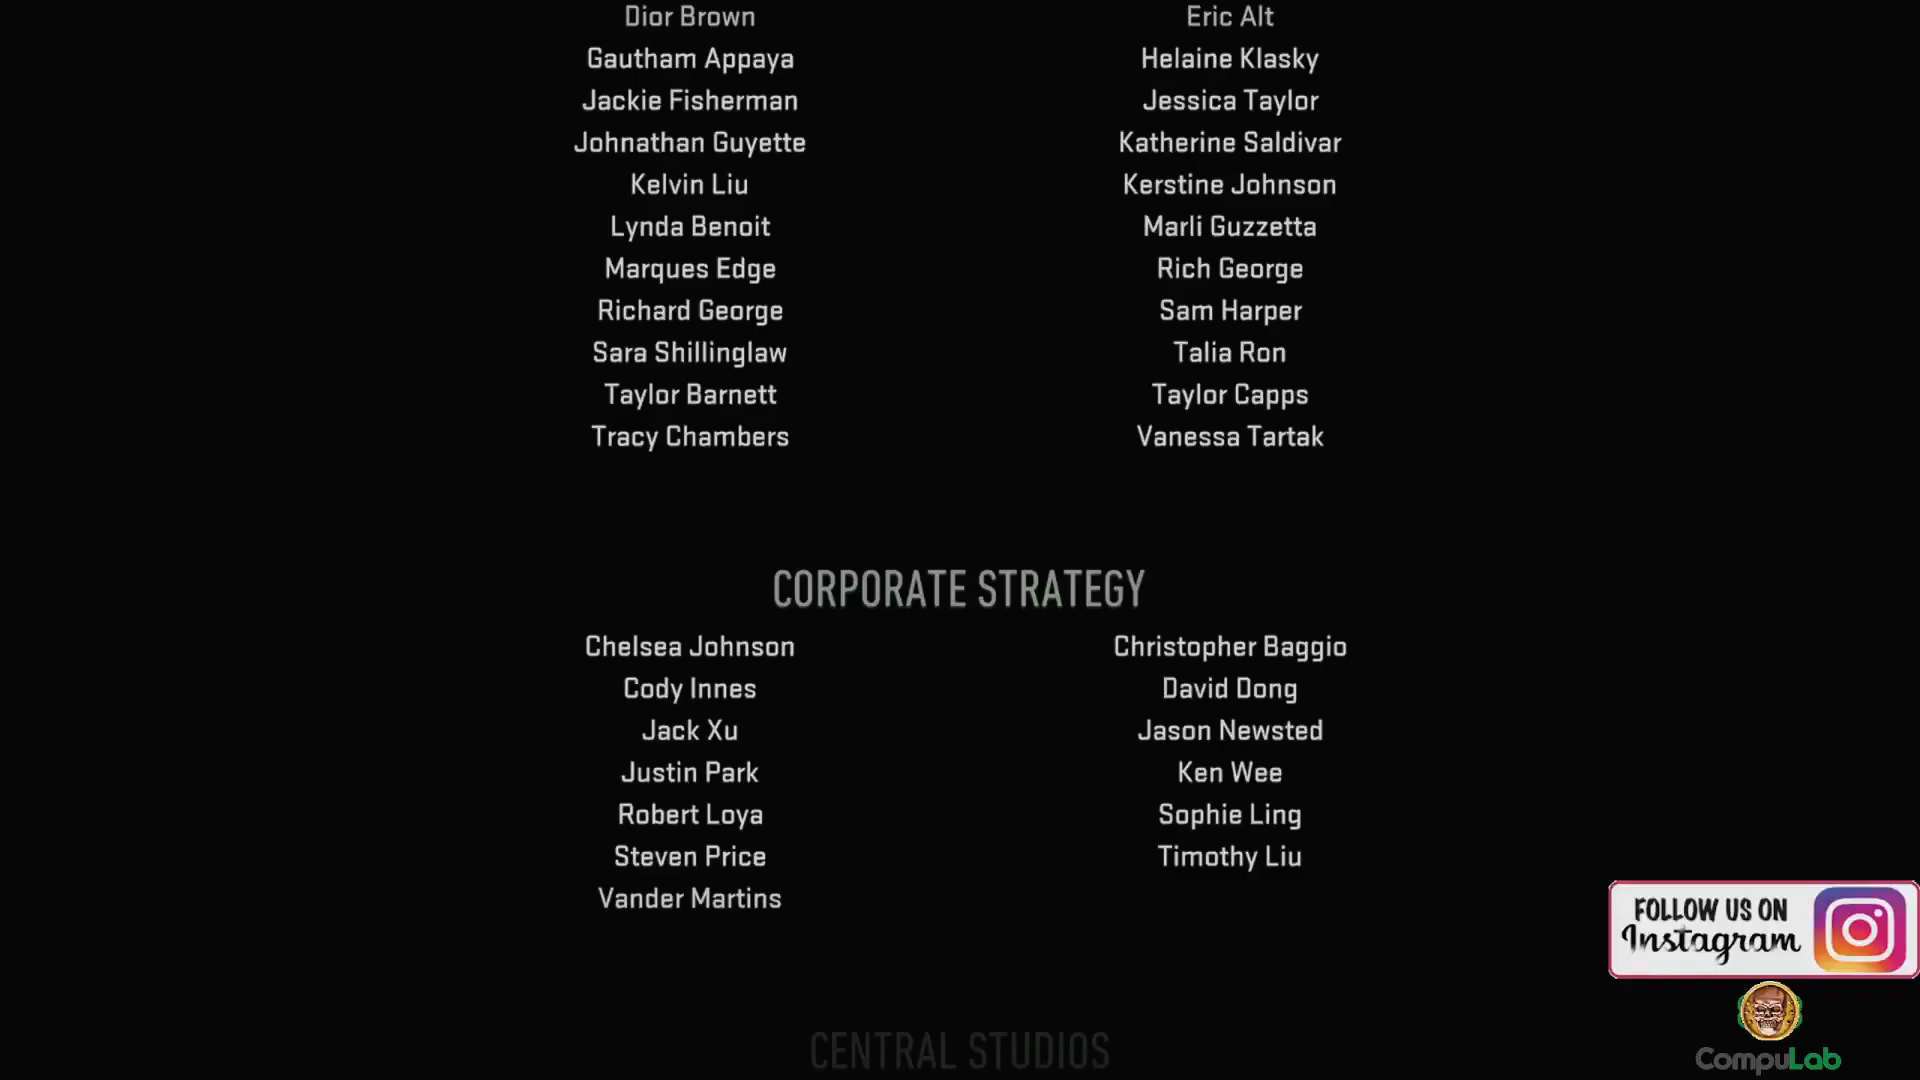 Dior Brown
Eric Alt
Gautham Appaya
Helaine Klasky
Jackie Fisherman
Jessica Taylor
Johnathan Guyette
Katherine Saldivar
Kelvin Liu
Kerstine Johnson
Lynda Benoit
Marli Guzzetta
Marques Edge
Rich George
Richard George
Sam Harper
Sara Shillinglaw
Talia Ron
Taylor Barnett
Taylor Capps
Tracy Chambers
Vanessa Tartak
CORPORATE STRATEGY
Chelsea Johnson
Christopher Baggio
Cody Innes
David Dong
Jack Xu
Jason Newsted
Justin Park
Ken Wee
Robert Loya
Sophie Ling
Steven Price
Timothy Liu
Vander Martins
FOLLOW US ON
Instagram
CENTRAL STUDIOS
CompuLab